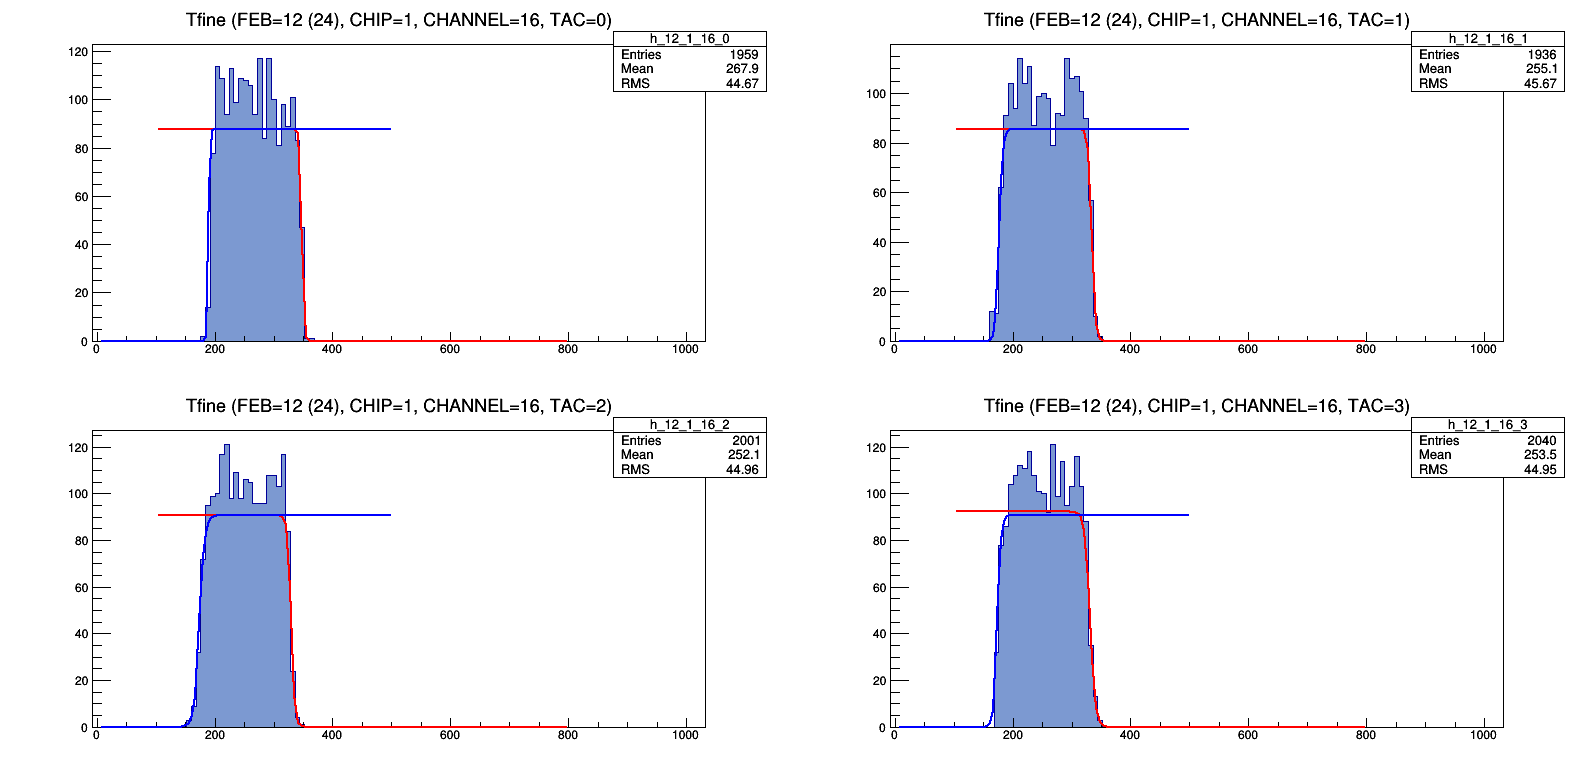 Tfine (FEB=12 (24), CHIP=1, CHANNEL=16, TAC=0)
h_12_1_16_0
Entries 1959
Mean 267.9
RMS 44.67
120
100
80
60
40
20
0
0 200 400 600 800 1000
Tfine (FEB=12 (24), CHIP=1, CHANNEL=16, TAC=1)
h_12_1_16_1
Entries 1936
Mean 255.1
RMS 45.67
100
80
60
40
20
0
0 200 400 600 800 1000
Tfine (FEB=12 (24), CHIP=1, CHANNEL=16, TAC=2)
h_12_1_16_2
Entries 2001
Mean 252.1
RMS 44.96
120
100
80
60
40
20
0
0 200 400 600 800 1000
Tfine (FEB=12 (24), CHIP=1, CHANNEL=16, TAC=3)
h_12_1_16_3
Entries 2040
Mean 253.5
RMS 44.95
120
100
80
60
40
20
0
0 200 400 600 800 1000